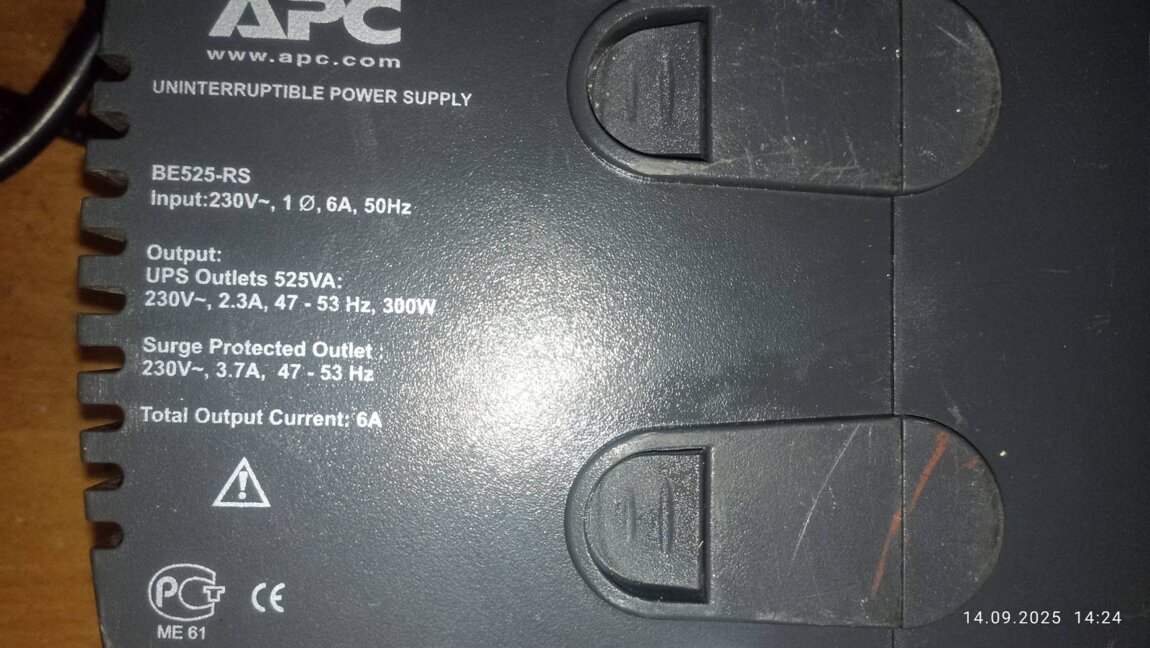 APC
www.apc.com
UNINTERRUPTIBLE POWER SUPPLY
BE525-RS
Input:230V~, 1 Ø, 6A, 50Hz
Output:
UPS Outlets 525VA:
230V~, 2.3A, 47 - 53 Hz, 300W
Surge Protected Outlet :
230V~, 3.7A, 47 - 53 Hz
Total Output Current: 6A
РСТ
CE
ME 61
14.09.2025 14:24